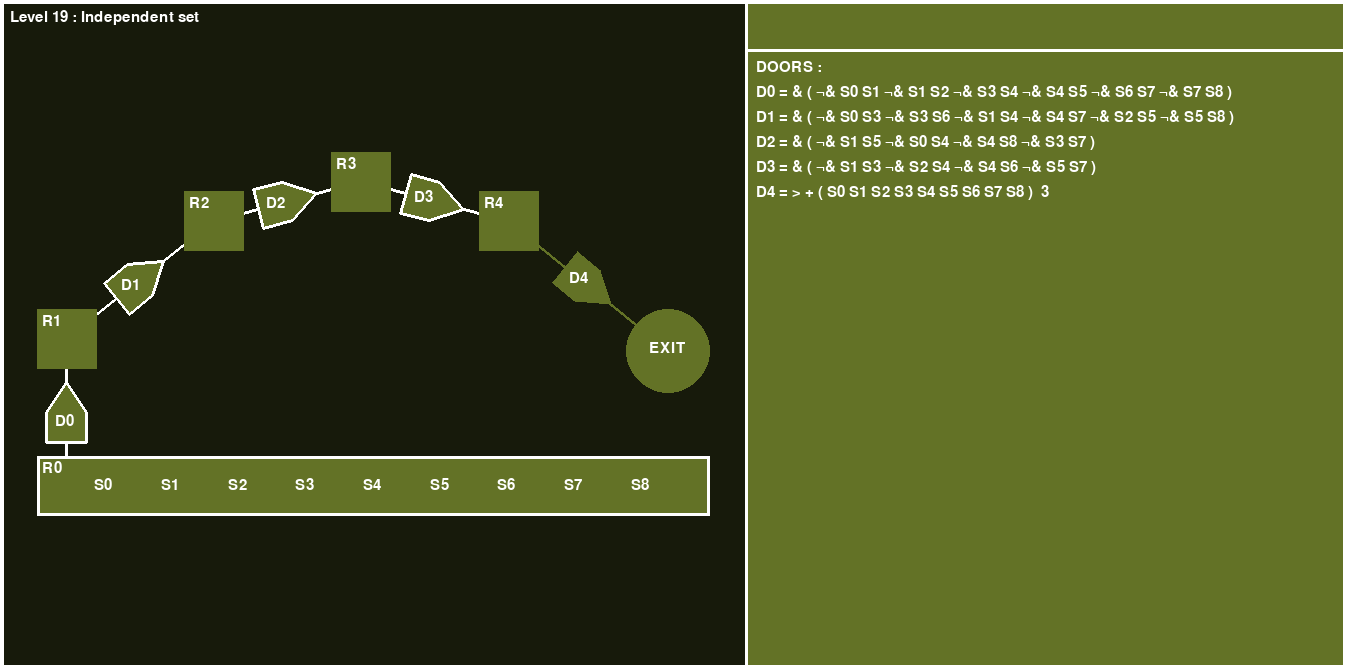 Level 19 : Independent set
R3
R2
D2
D3
R4
D1
D4
R1
EXIT
D0
R0
S0 S1 S2 S3 S4 S5 S6 S7 S8
DOORS :
D0 = & ( ¬& S0 S1 ¬& S1 S2 ¬& S3 S4 ¬& S4 S5 ¬& S6 S7 ¬& S7 S8 )
D1 = & ( ¬& S0 S3 ¬& S3 S6 ¬& S1 S4 ¬& S4 S7 ¬& S2 S5 ¬& S5 S8 )
D2 = & ( ¬& S1 S5 ¬& S0 S4 ¬& S4 S8 ¬& S3 S7 )
D3 = & ( ¬& S1 S3 ¬& S2 S4 ¬& S4 S6 ¬& S5 S7 )
D4 = > + ( S0 S1 S2 S3 S4 S5 S6 S7 S8 ) 3